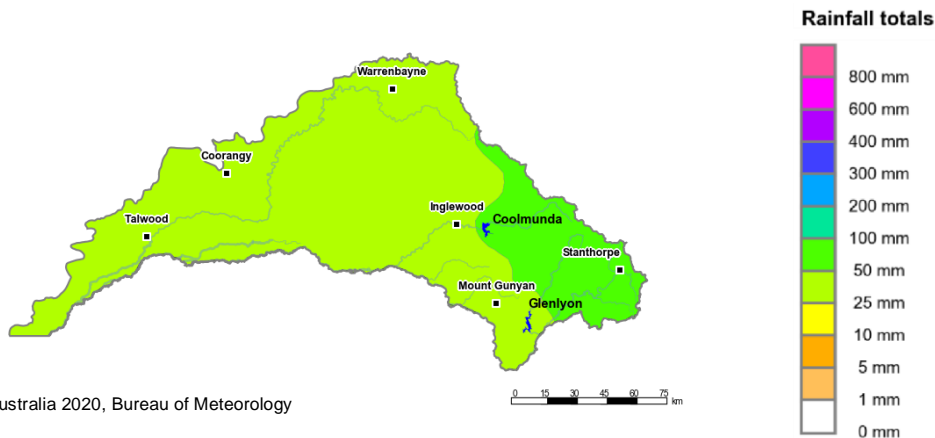 Rainfall totals
800 mm
600 mm
400 mm
300 mm
200 mm
100 mm
50 mm
25 mm
10 mm
5 mm
1 mm
0 mm
Warrenbayne
Coorangy
Talwood
Inglewood
Coolmunda
Stanthorpe
Mount Gunyan
Glenlyon
0 15 30 45 60 75 km
ustralia 2020, Bureau of Meteorology